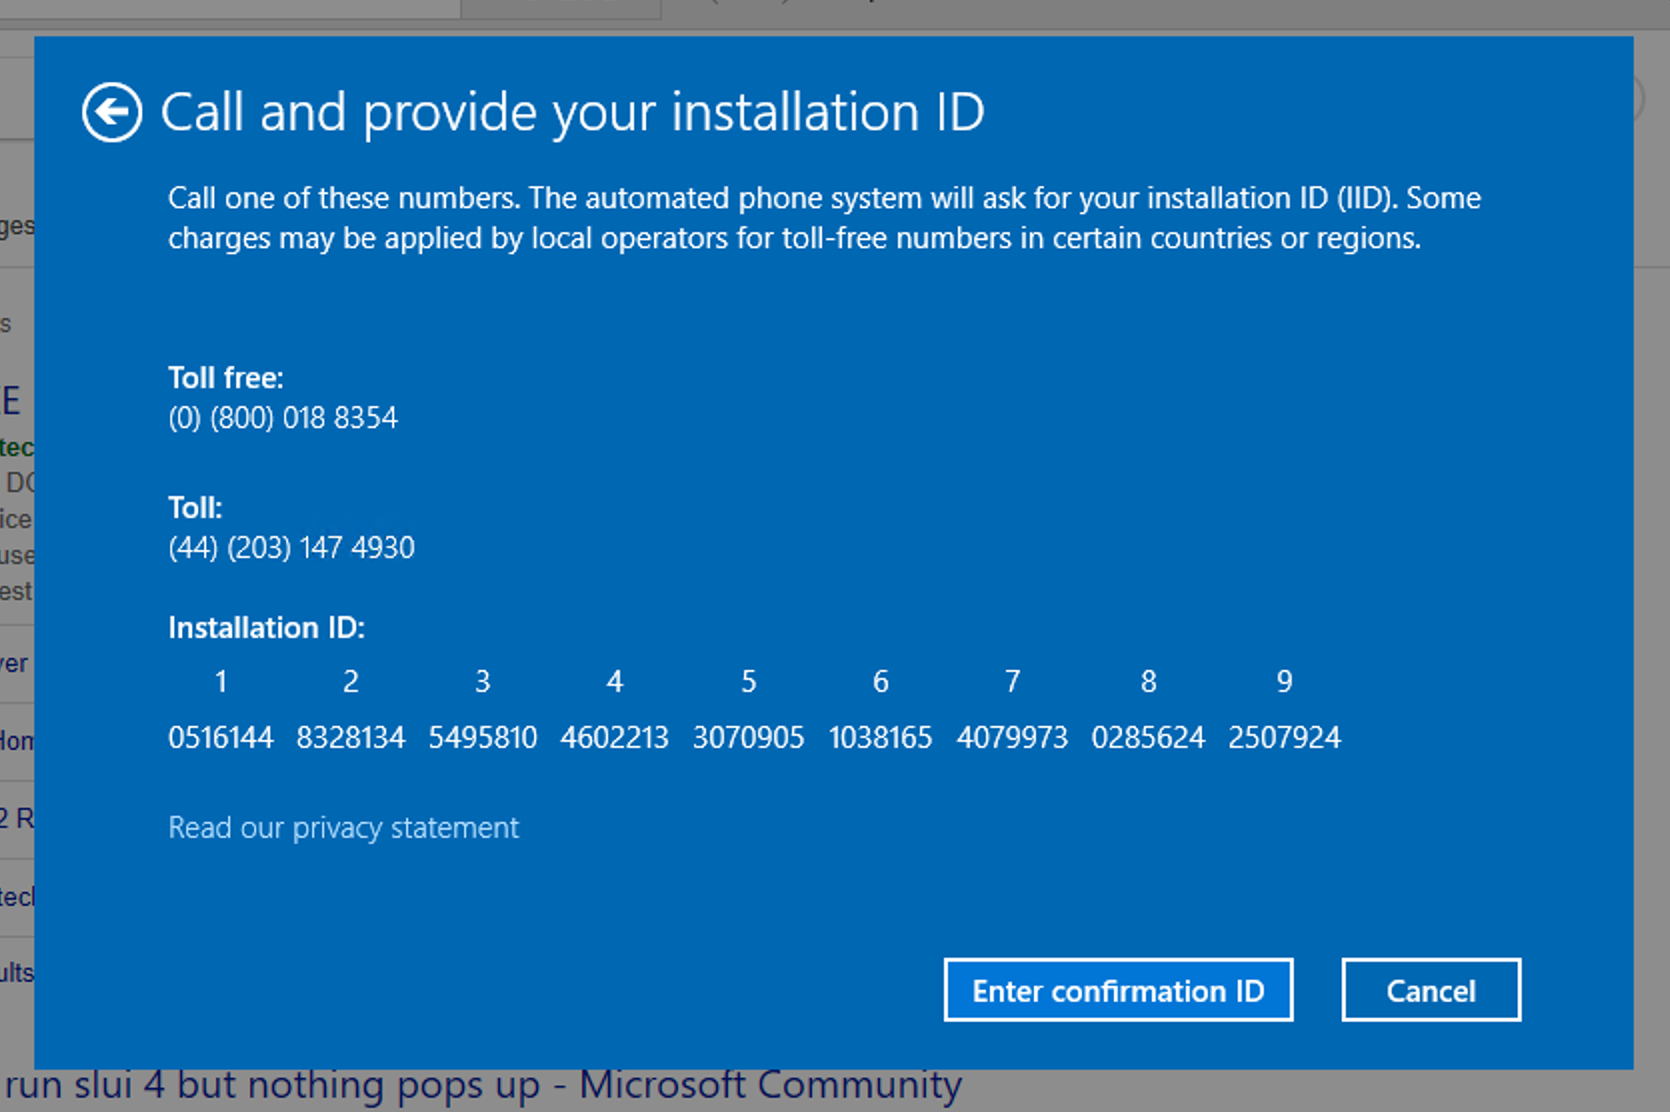 Call and provide your installation ID
Call one of these numbers. The automated phone system will ask for your installation ID (IID). Some
charges may be applied by local operators for toll-free numbers in certain countries or regions.
ges
s
Toll free:
E
(0) (800) 018 8354
tec
DO
Toll:
ice
(44) (203) 147 4930
use
est
Installation ID:
ver
1 2 3 4 5 6 7 8 9
0516144 8328134 5495810 4602213 3070905 1038165 4079973 0285624 2507924
Hom
2 R
Read our privacy statement
tech
ults
Enter confirmation ID Cancel
run slui 4 but nothing pops up - Microsoft Community